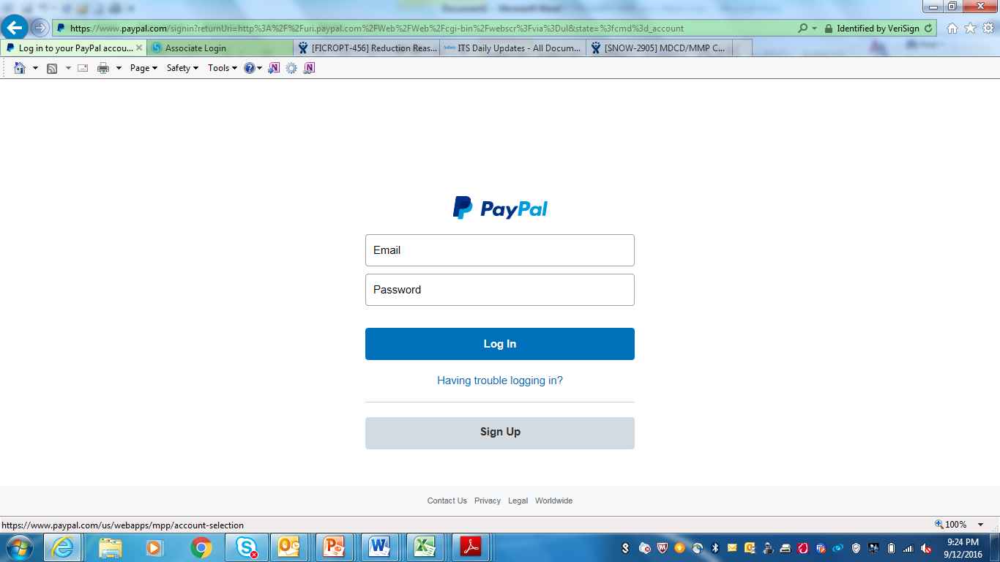 https://www.paypal.com/signin?returnUri=http%3A%2F%2Furi.paypal.com%2FWeb%2FWeb%2Fcgi-bin%2Fwebscr%3Fvia%3Dul&state=%3fcmd%3d_account
Identified by VeriSign
Log in to your PayPal accou...
Associate Login
[FICROPT-456] Reduction Reas...
ITS Daily Updates - All Docum...
[SNOW-2905] MDCD/MMP C...
Page
Safety
Tools
PayPal
Email
Password
Log In
Having trouble logging in?
Sign Up
Contact Us Privacy Legal Worldwide
https://www.paypal.com/us/webapps/mpp/account-selection
100%
9:24 PM
9/12/2016